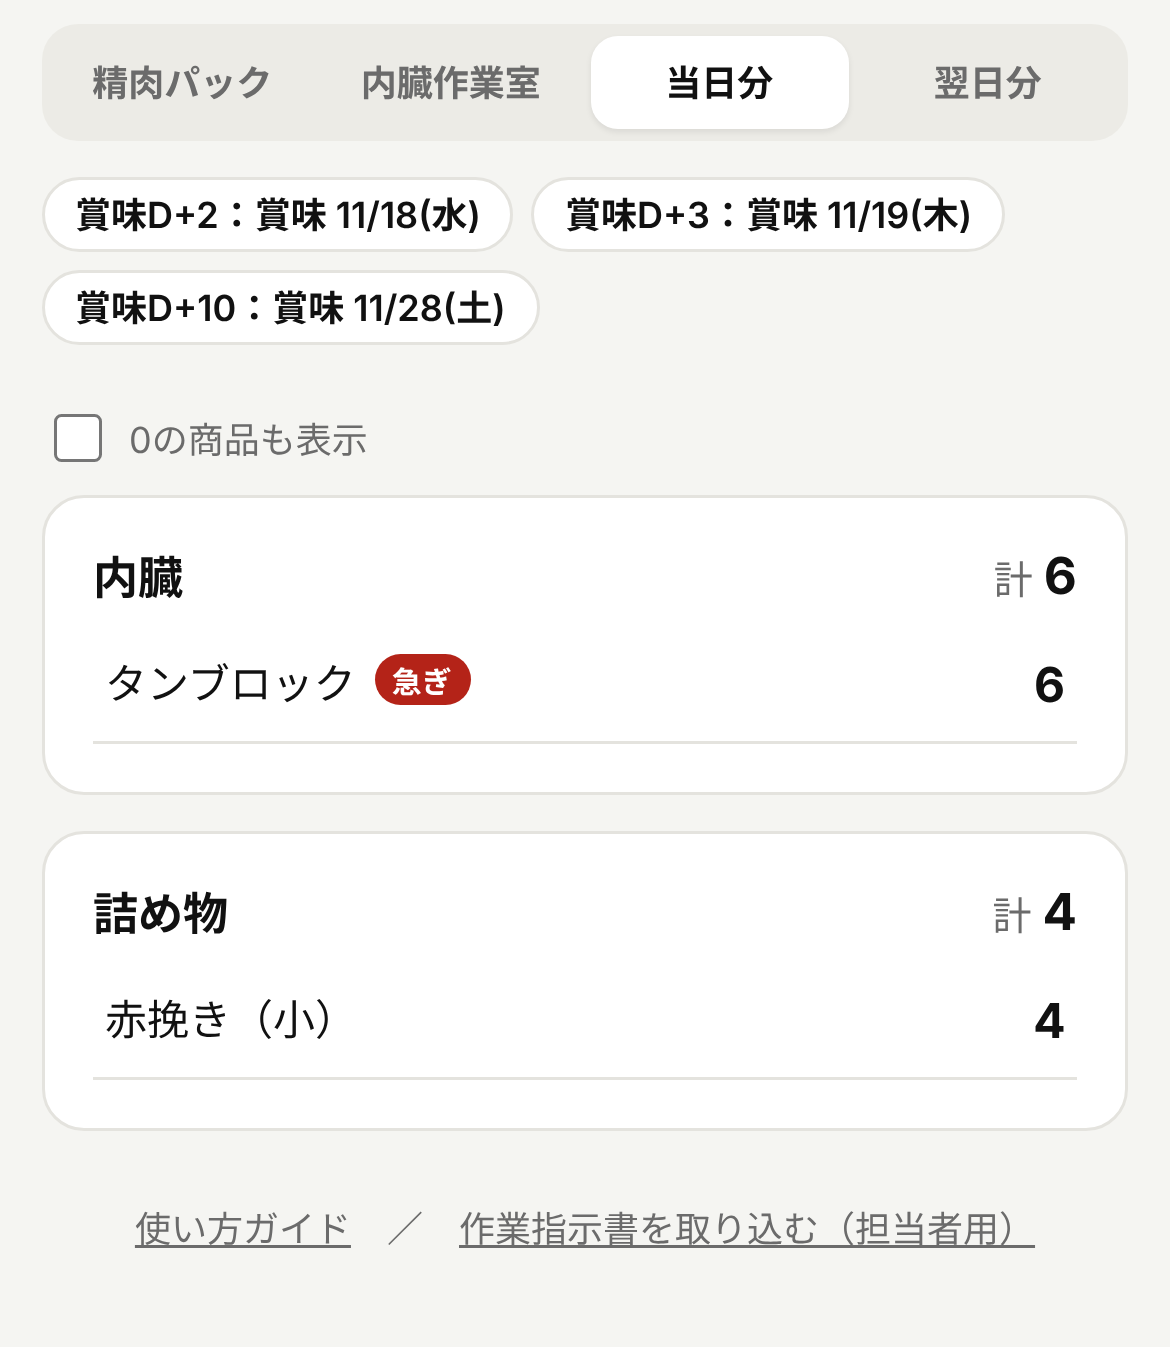 精肉パック 内臓作業室 当日分 翌日分
賞味D+2：賞味 11/18(水) 賞味D+3：賞味 11/19(木)
賞味D+10：賞味 11/28(土)
0の商品も表示
内臓 計 6
タンブロック 急ぎ 6
詰め物 計 4
赤挽き（小） 4
使い方ガイド ／ 作業指示書を取り込む（担当者用）